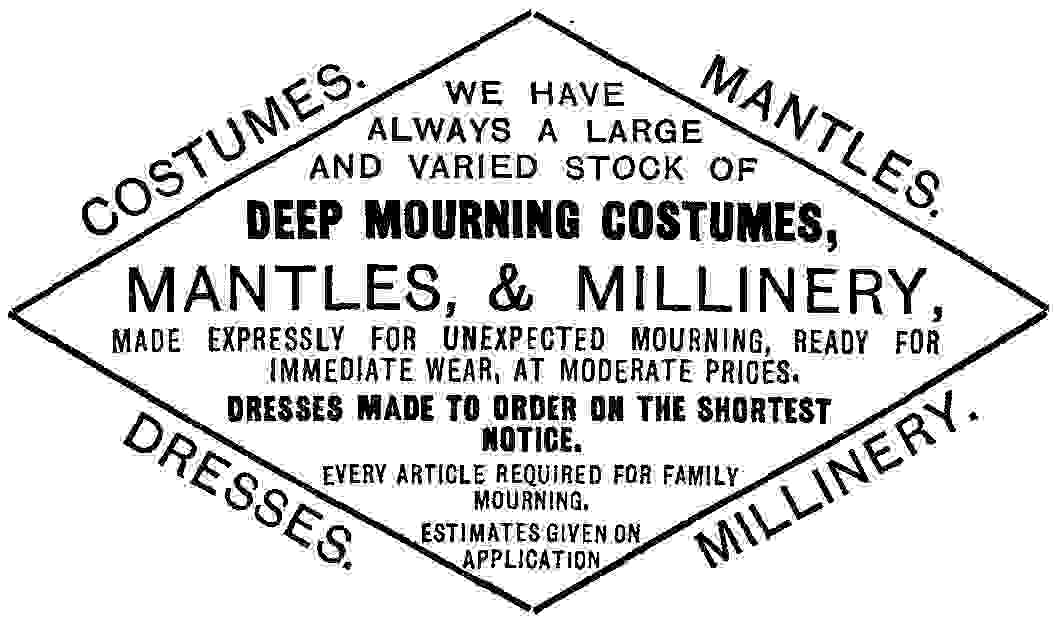 COSTUMES.
MANTLES.
WE HAVE
ALWAYS A LARGE
AND VARIED STOCK OF
DEEP MOURNING COSTUMES,
MANTLES, & MILLINERY,
MADE EXPRESSLY FOR UNEXPECTED MOURNING, READY FOR
IMMEDIATE WEAR, AT MODERATE PRICES.
DRESSES MADE TO ORDER ON THE SHORTEST
NOTICE.
EVERY ARTICLE REQUIRED FOR FAMILY
MOURNING.
ESTIMATES GIVEN ON
APPLICATION
DRESSES.
MILLINERY.